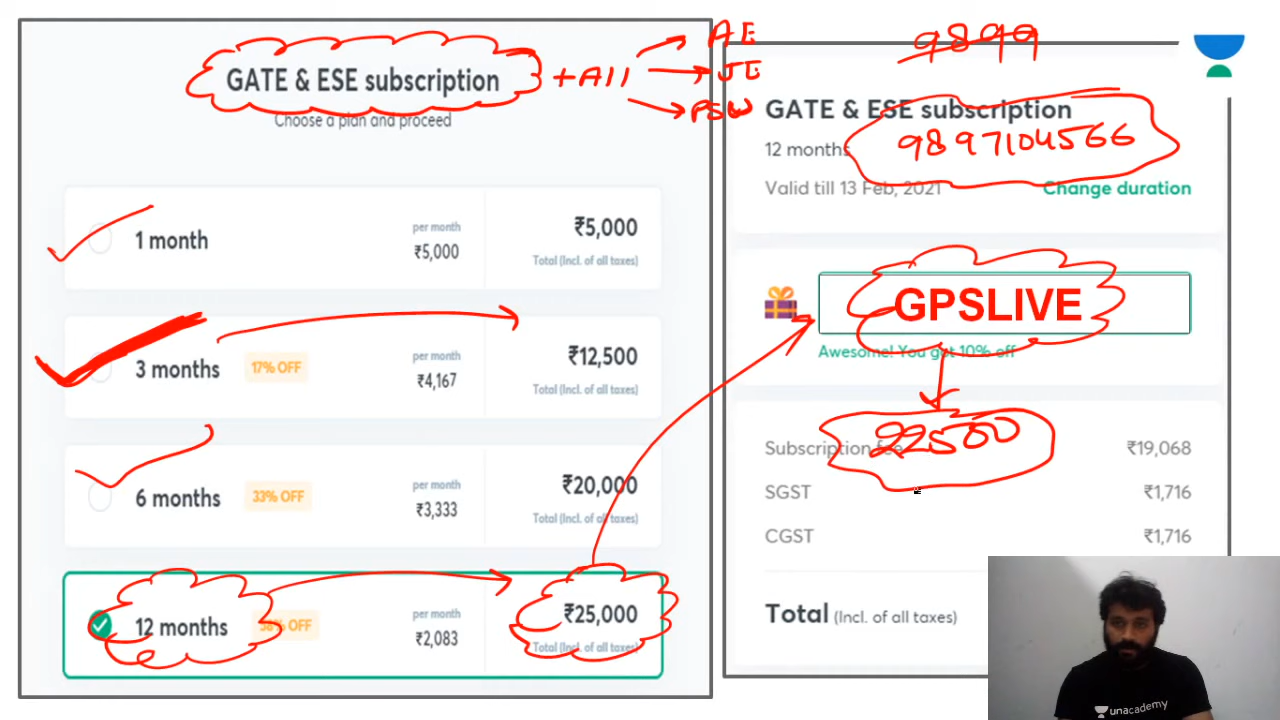 GATE & ESE subscription
+All
AE
JE
PSU
Choose a plan and proceed
1 month
per month
₹5,000
₹5,000
Total (Incl. of all taxes)
3 months
17% OFF
per month
₹4,167
₹12,500
Total (Incl. of all taxes)
6 months
33% OFF
per month
₹3,333
₹20,000
Total (Incl. of all taxes)
12 months
58% OFF
per month
₹2,083
₹25,000
Total (Incl. of all taxes)
9899
GATE & ESE subscription
9897104566
12 months
Valid till 13 Feb, 2021
Change duration
GPSLIVE
Awesome! You got 10% off
22500
Subscription fee
₹19,068
SGST
₹1,716
CGST
₹1,716
Total (Incl. of all taxes)
unacademy